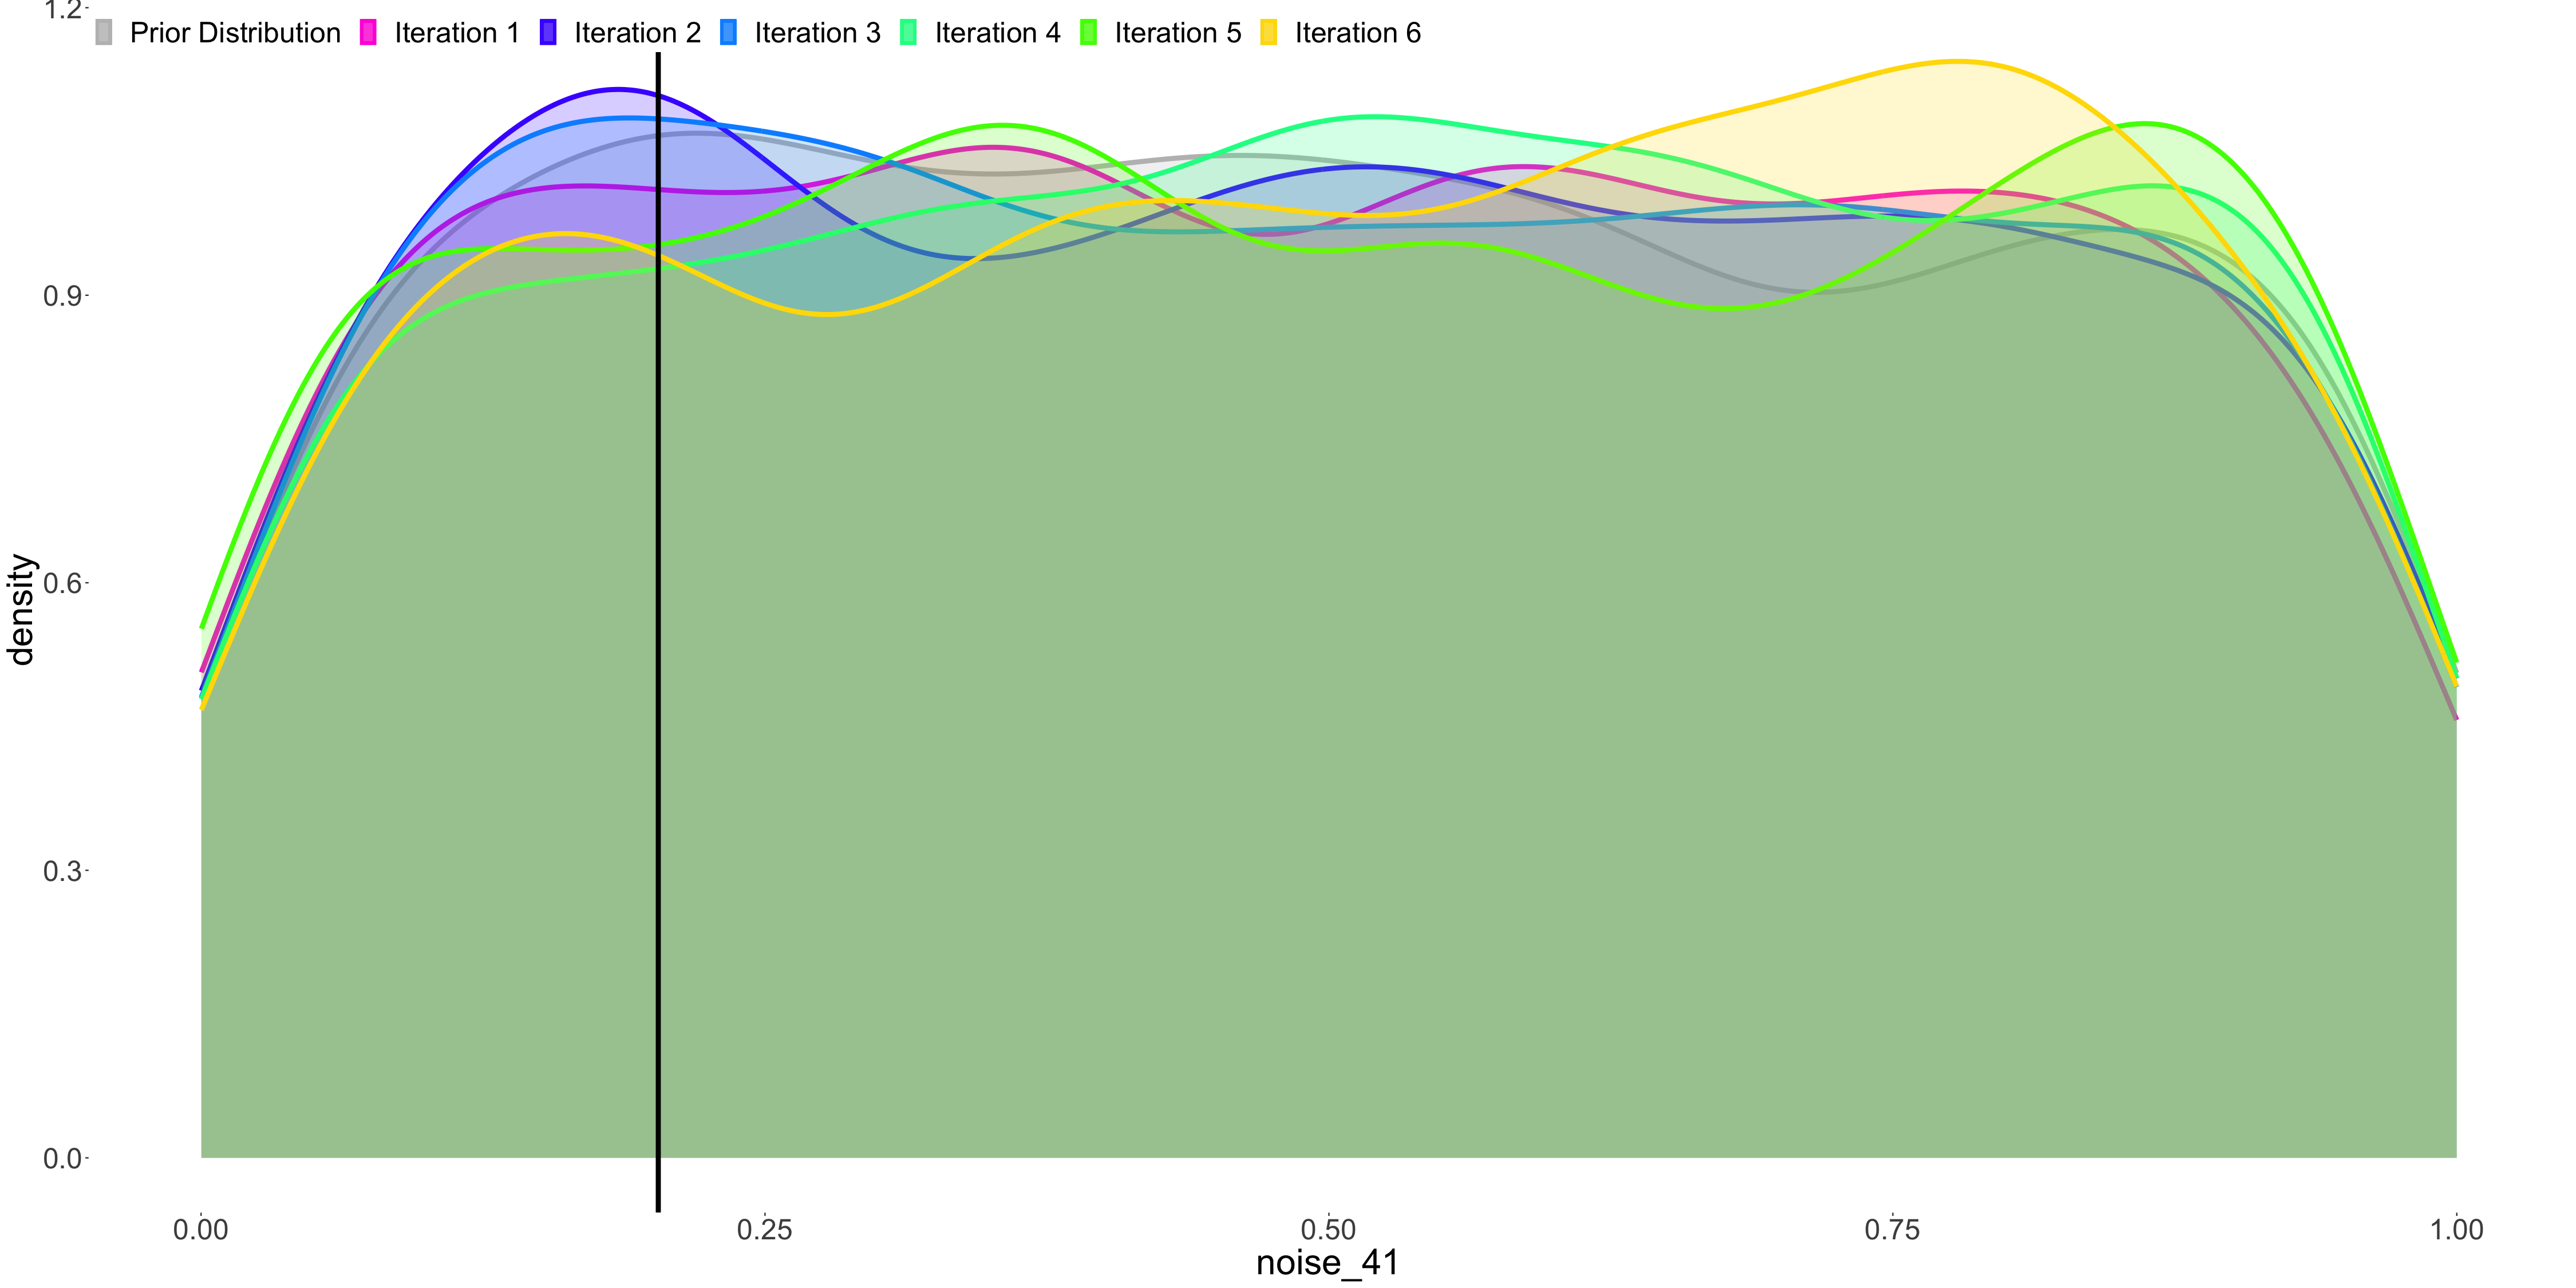 1.2
Prior Distribution Iteration 1 Iteration 2 Iteration 3 Iteration 4 Iteration 5 Iteration 6
0.9
0.6
density
0.3
0.0
0.00 0.25 0.50 0.75 1.00
noise_41